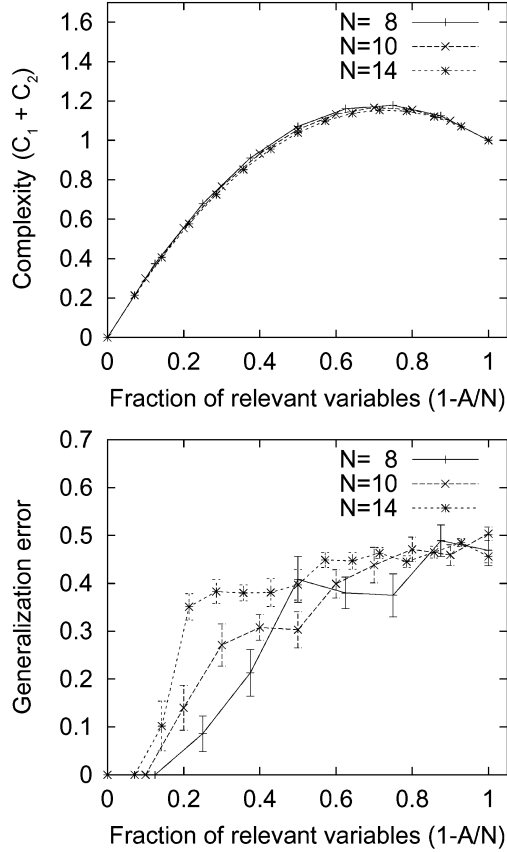 Complexity (C1 + C2)
1.6
1.4
1.2
1
0.8
0.6
0.4
0.2
0
N= 8
N=10
N=14
0 0.2 0.4 0.6 0.8 1
Fraction of relevant variables (1-A/N)
Generalization error
0.7
0.6
0.5
0.4
0.3
0.2
0.1
0
N= 8
N=10
N=14
0 0.2 0.4 0.6 0.8 1
Fraction of relevant variables (1-A/N)